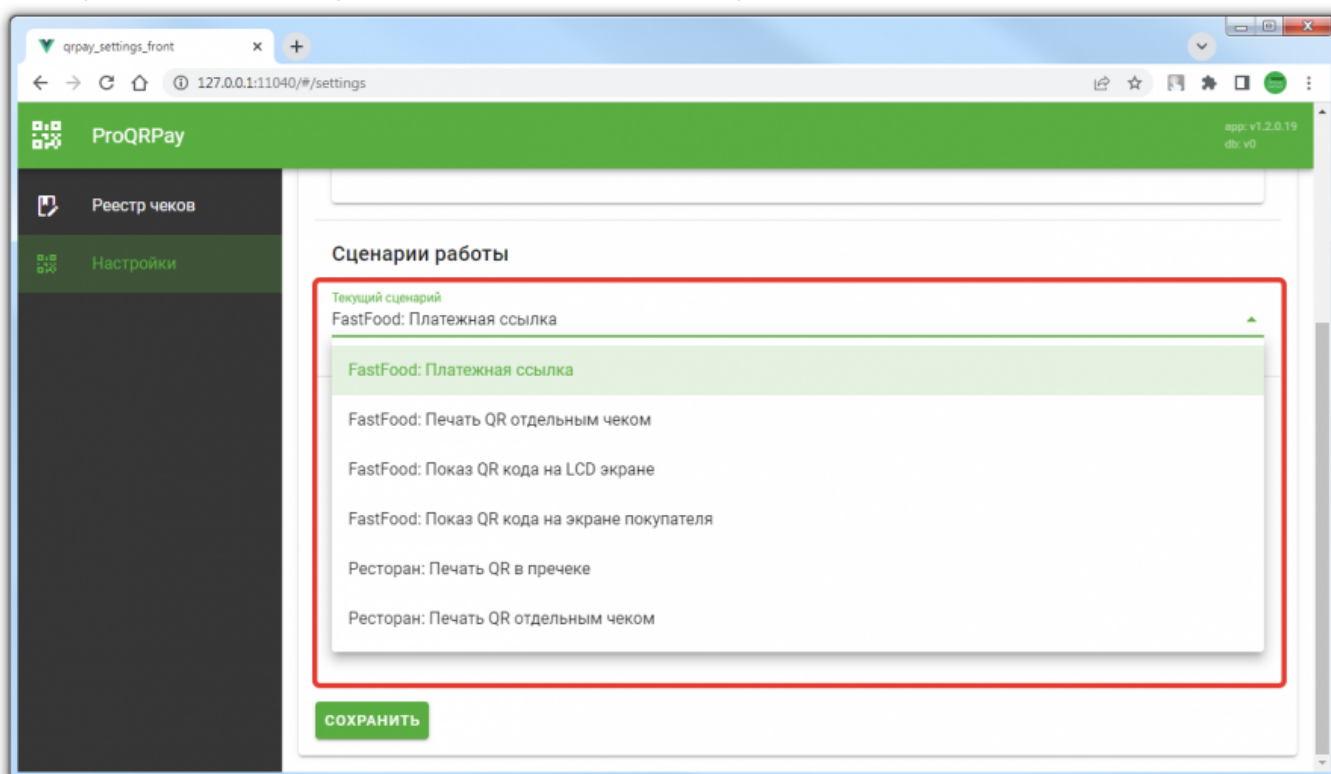 qrpay_settings_front
127.0.0.1:11040/#/settings
ProQRPay
app: v1.2.0.19
db: v0
Реестр чеков
Настройки
Сценарии работы
Текущий сценарий
FastFood: Платежная ссылка
FastFood: Платежная ссылка
FastFood: Печать QR отдельным чеком
FastFood: Показ QR кода на LCD экране
FastFood: Показ QR кода на экране покупателя
Ресторан: Печать QR в пречеке
Ресторан: Печать QR отдельным чеком
СОХРАНИТЬ